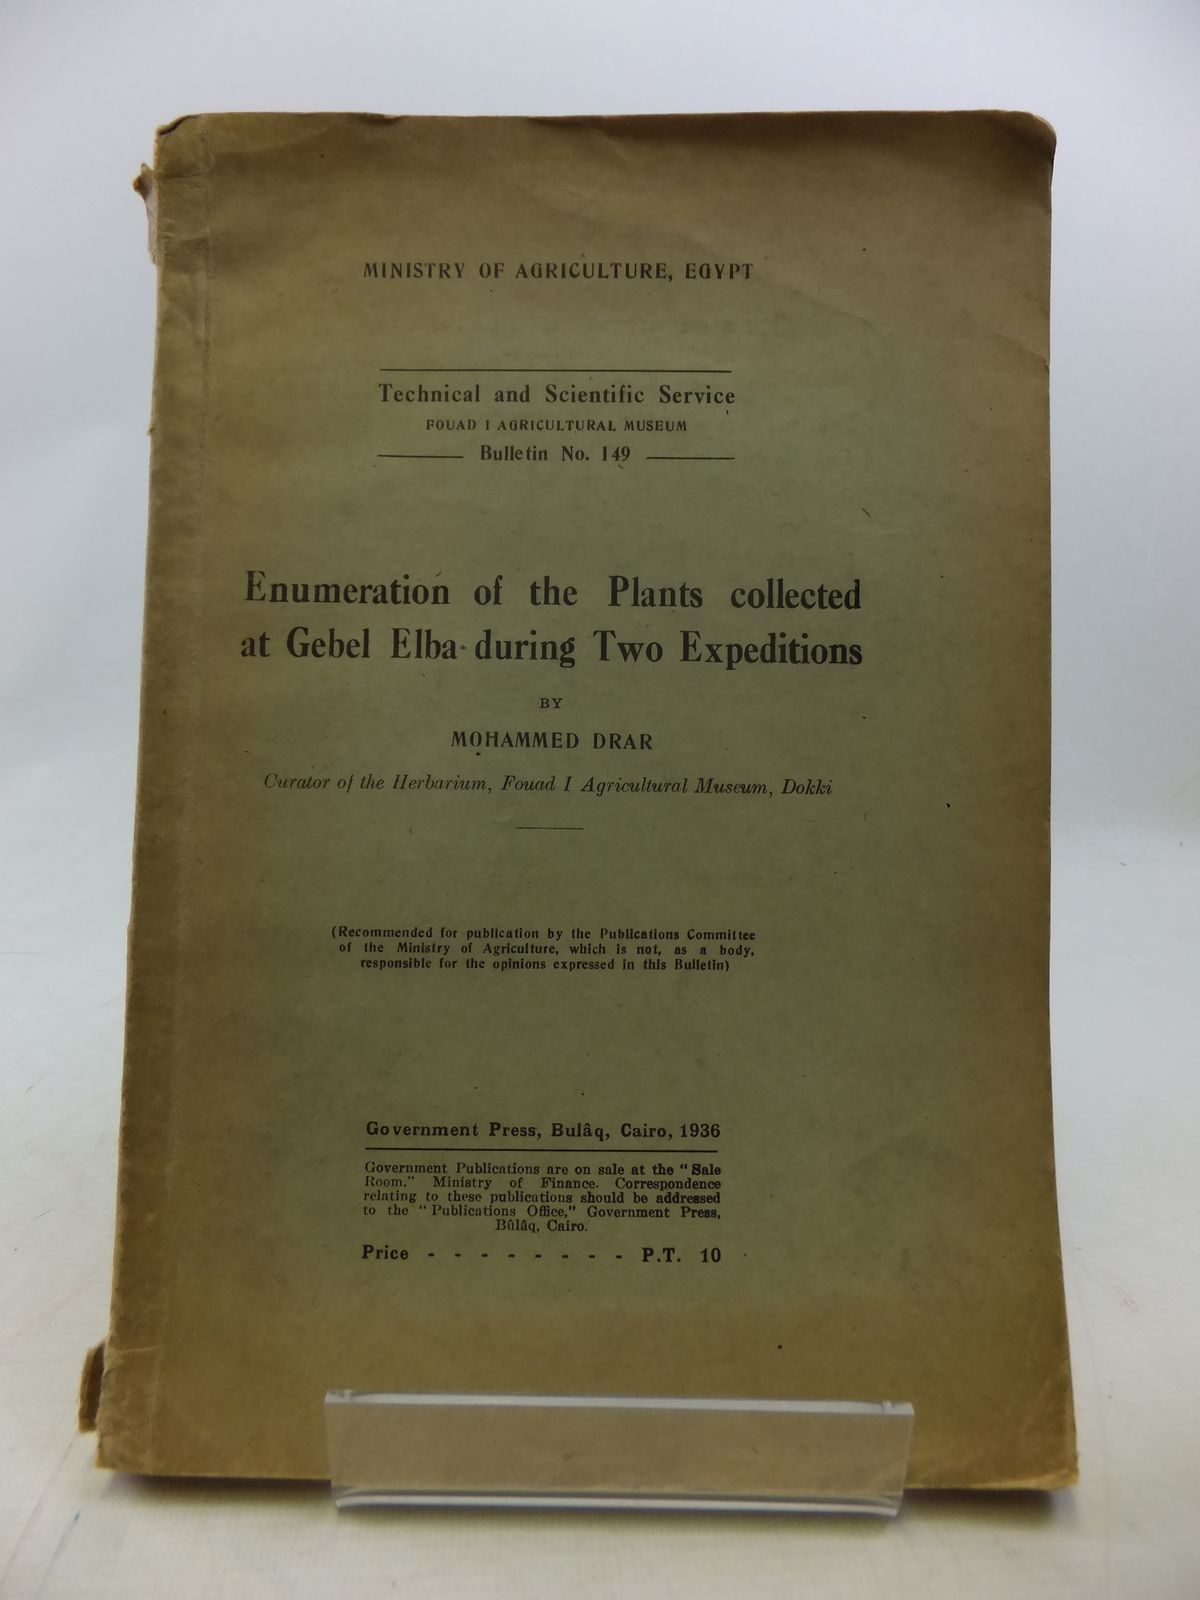 MINISTRY OF AGRICULTURE, EGYPT
Technical and Scientific Service
FOUAD I AGRICULTURAL MUSEUM
Bulletin No. 149
Enumeration of the Plants collected
at Gebel Elba during Two Expeditions
BY
MOHAMMED DRAR
Curator of the Herbarium, Fouad I Agricultural Museum, Dokki
(Recommended for publication by the Publications Committee
of the Ministry of Agriculture, which is not, as a body,
responsible for the opinions expressed in this Bulletin)
Government Press, Bulâq, Cairo, 1936
Government Publications are on sale at the "Sale
Room," Ministry of Finance. Correspondence
relating to these publications should be addressed
to the "Publications Office," Government Press,
Bûlâq, Cairo.
Price - - - - - - - - P.T. 10